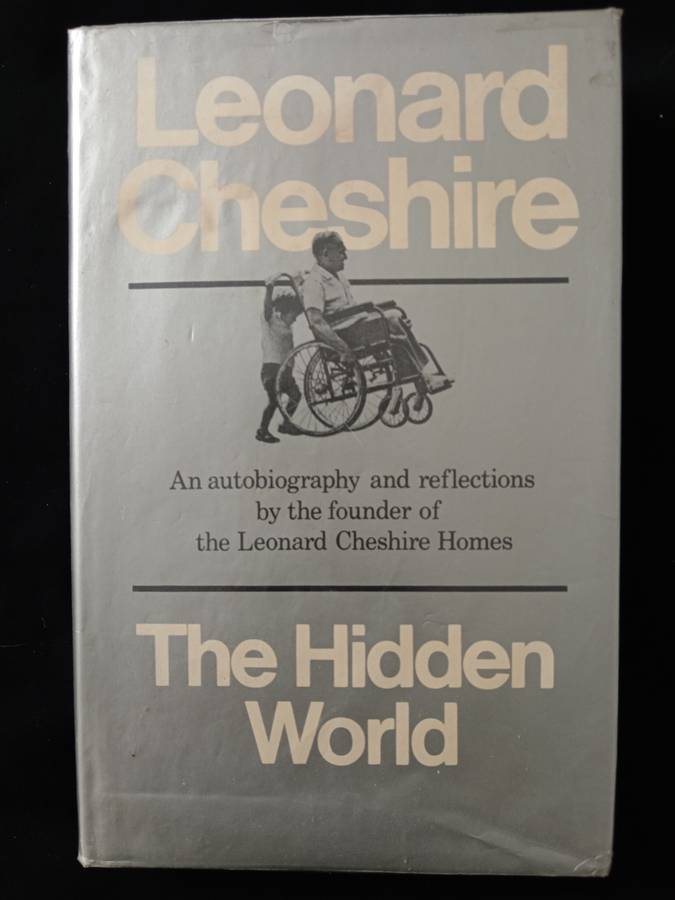 Leonard
Cheshire
An autobiography and reflections
by the founder of
the Leonard Cheshire Homes
The Hidden
World